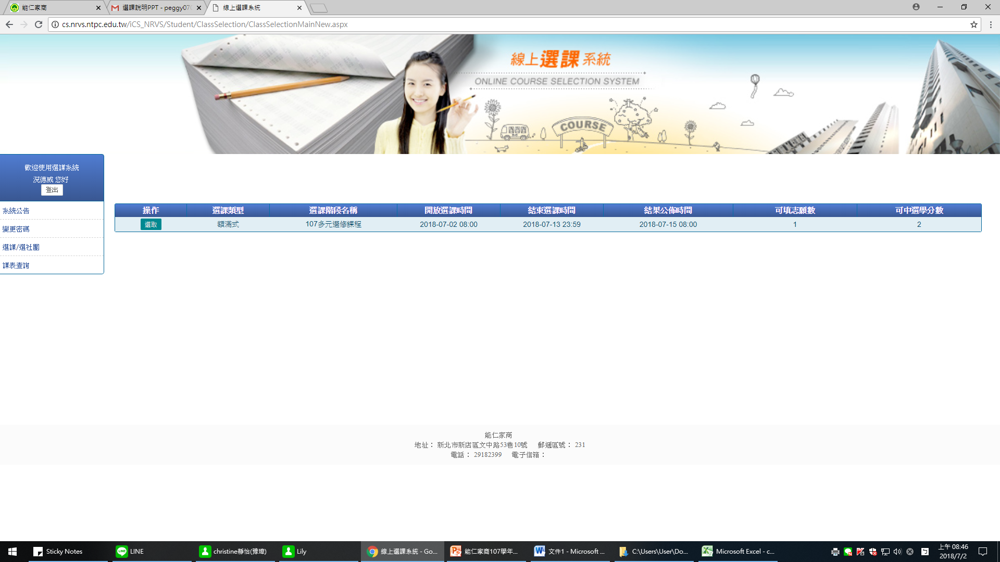 能仁家商
選課說明PPT - peggy070
線上選課系統
cs.nrvs.ntpc.edu.tw/iCS_NRVS/Student/ClassSelection/ClassSelectionMainNew.aspx
線上選課系統
ONLINE COURSE SELECTION SYSTEM
COURSE
歡迎使用選課系統
況德威 您好
登出
系統公告
變更密碼
選課/選社團
課表查詢
操作 選課類型 選課階段名稱 開放選課時間 結束選課時間 結果公佈時間 可填志願數 可中選學分數
選取 額滿式 107多元選修課程 2018-07-02 08:00 2018-07-13 23:59 2018-07-15 08:00 1 2
能仁家商
地址： 新北市新店區文中路53巷10號 郵遞區號： 231
電話： 29182399 電子信箱：
Sticky Notes
LINE
christine靜怡(豫璋)
Lily
線上選課系統 - Go...
能仁家商107學年...
文件1 - Microsoft ...
C:\Users\User\Do...
Microsoft Excel - c...
上午 08:46
2018/7/2